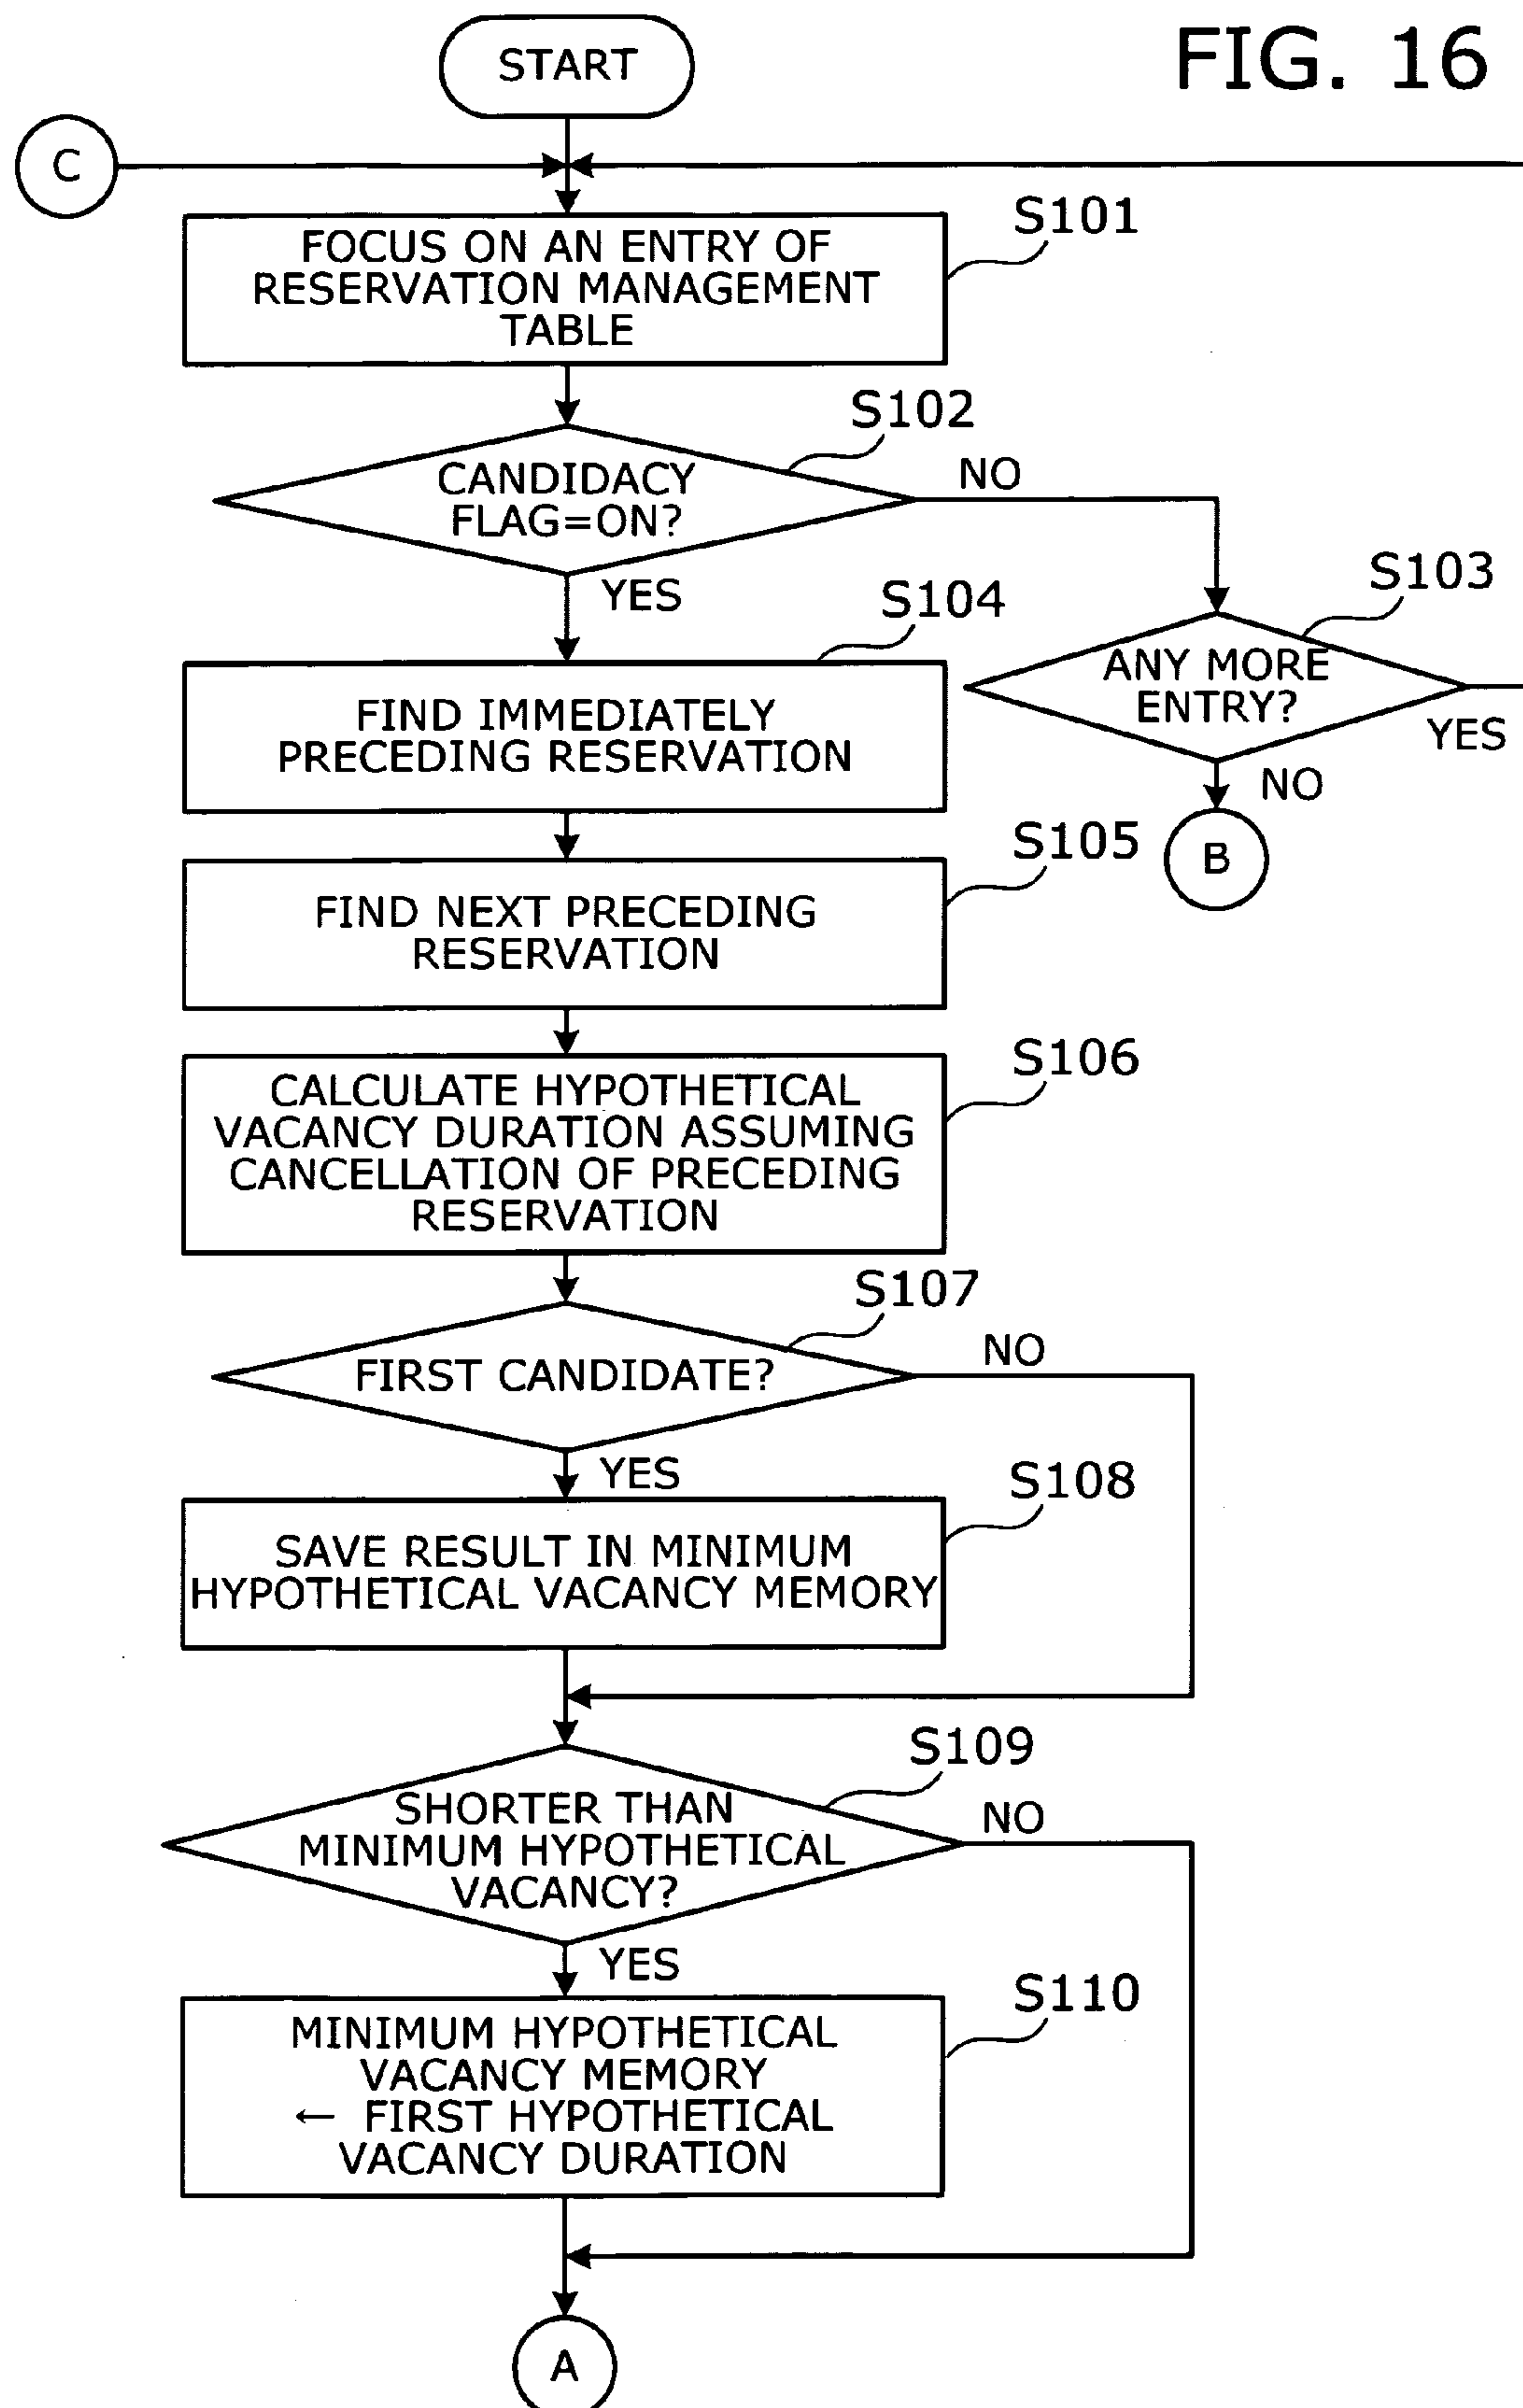 FIG. 16
START
C
S101
FOCUS ON AN ENTRY OF
RESERVATION MANAGEMENT
TABLE
S102
CANDIDACY
FLAG=ON?
NO
YES
S103
ANY MORE
ENTRY?
YES
NO
B
S104
FIND IMMEDIATELY
PRECEDING RESERVATION
S105
FIND NEXT PRECEDING
RESERVATION
S106
CALCULATE HYPOTHETICAL
VACANCY DURATION ASSUMING
CANCELLATION OF PRECEDING
RESERVATION
S107
FIRST CANDIDATE?
NO
YES
S108
SAVE RESULT IN MINIMUM
HYPOTHETICAL VACANCY MEMORY
S109
SHORTER THAN
MINIMUM HYPOTHETICAL
VACANCY?
NO
YES
S110
MINIMUM HYPOTHETICAL
VACANCY MEMORY
← FIRST HYPOTHETICAL
VACANCY DURATION
A